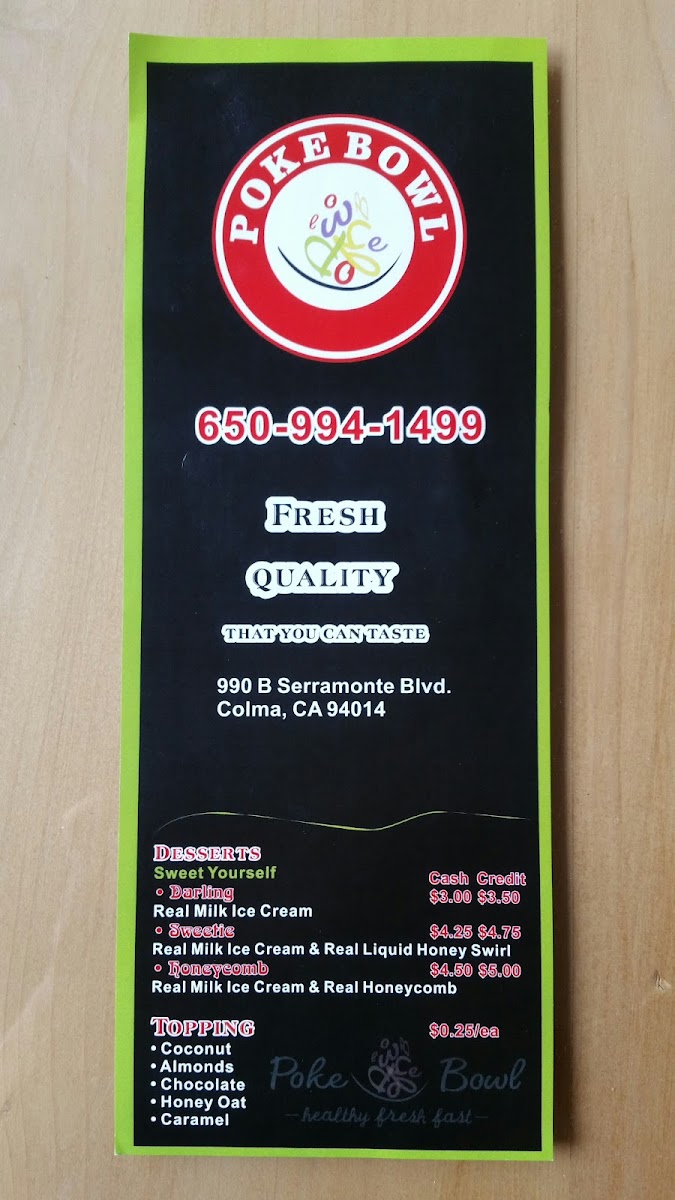 POKE BOWL
650-994-1499
FRESH
QUALITY
THAT YOU CAN TASTE
990 B Serramonte Blvd.
Colma, CA 94014
DESSERTS
Sweet Yourself
Cash Credit
• Darling $3.00 $3.50
Real Milk Ice Cream
• Sweetie $4.25 $4.75
Real Milk Ice Cream & Real Liquid Honey Swirl
• Honeycomb $4.50 $5.00
Real Milk Ice Cream & Real Honeycomb
TOPPING $0.25/ea
• Coconut
• Almonds
• Chocolate
• Honey Oat
• Caramel
Poke Bowl
—healthy fresh fast—